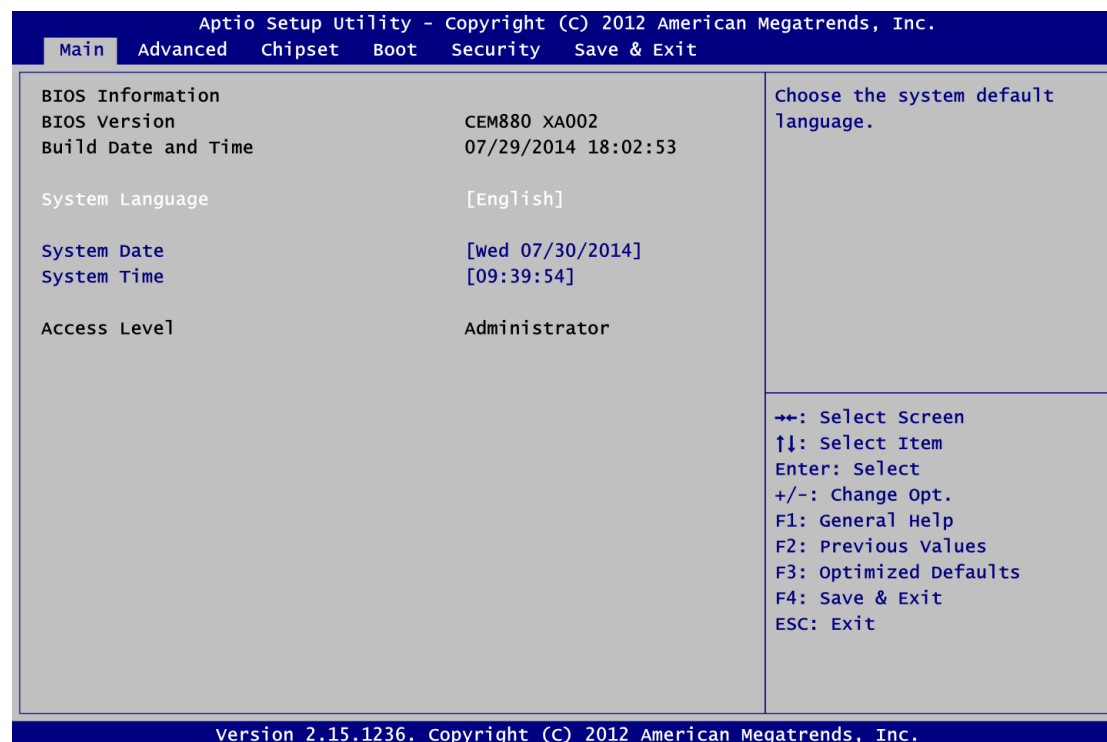 Aptio Setup Utility - Copyright (C) 2012 American Megatrends, Inc.
Main Advanced Chipset Boot Security Save & Exit
BIOS Information
BIOS Version CEM880 XA002
Build Date and Time 07/29/2014 18:02:53
System Language [English]
System Date [Wed 07/30/2014]
System Time [09:39:54]
Access Level Administrator
Choose the system default
language.
→←: Select Screen
↑↓: Select Item
Enter: Select
+/-: Change Opt.
F1: General Help
F2: Previous Values
F3: Optimized Defaults
F4: Save & Exit
ESC: Exit
Version 2.15.1236. Copyright (C) 2012 American Megatrends, Inc.